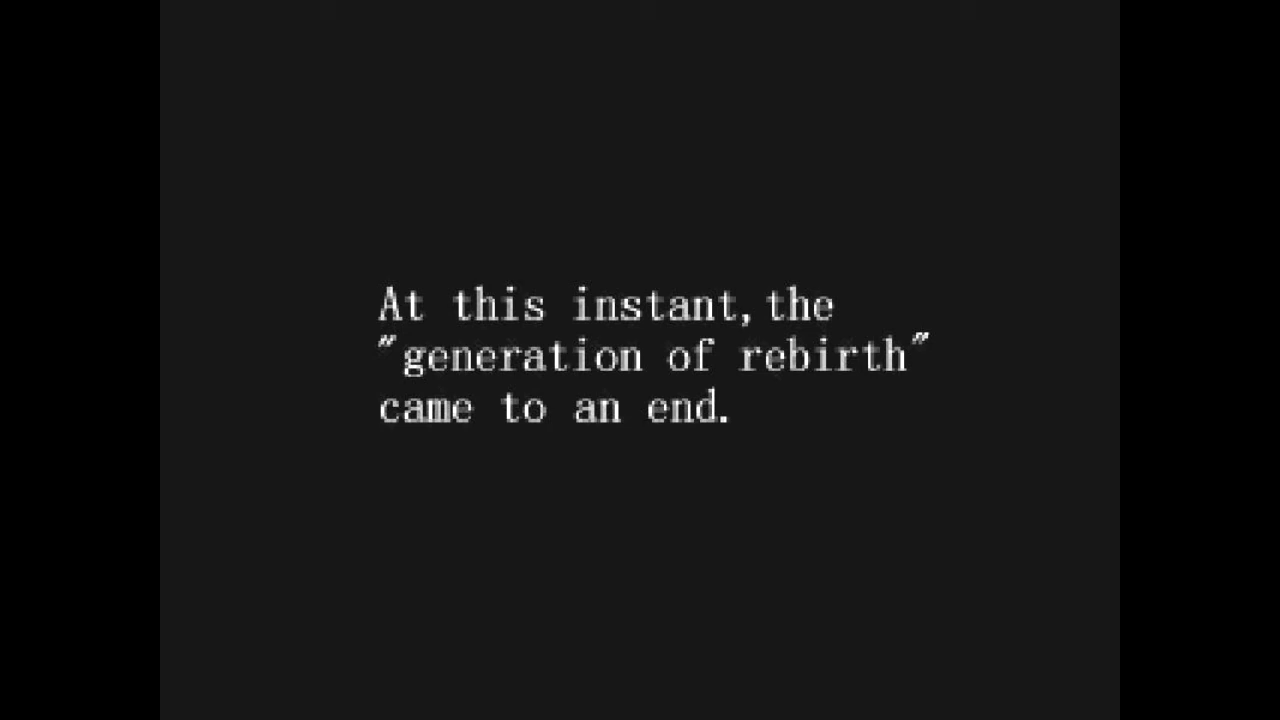 At this instant,the
"generation of rebirth"
came to an end.